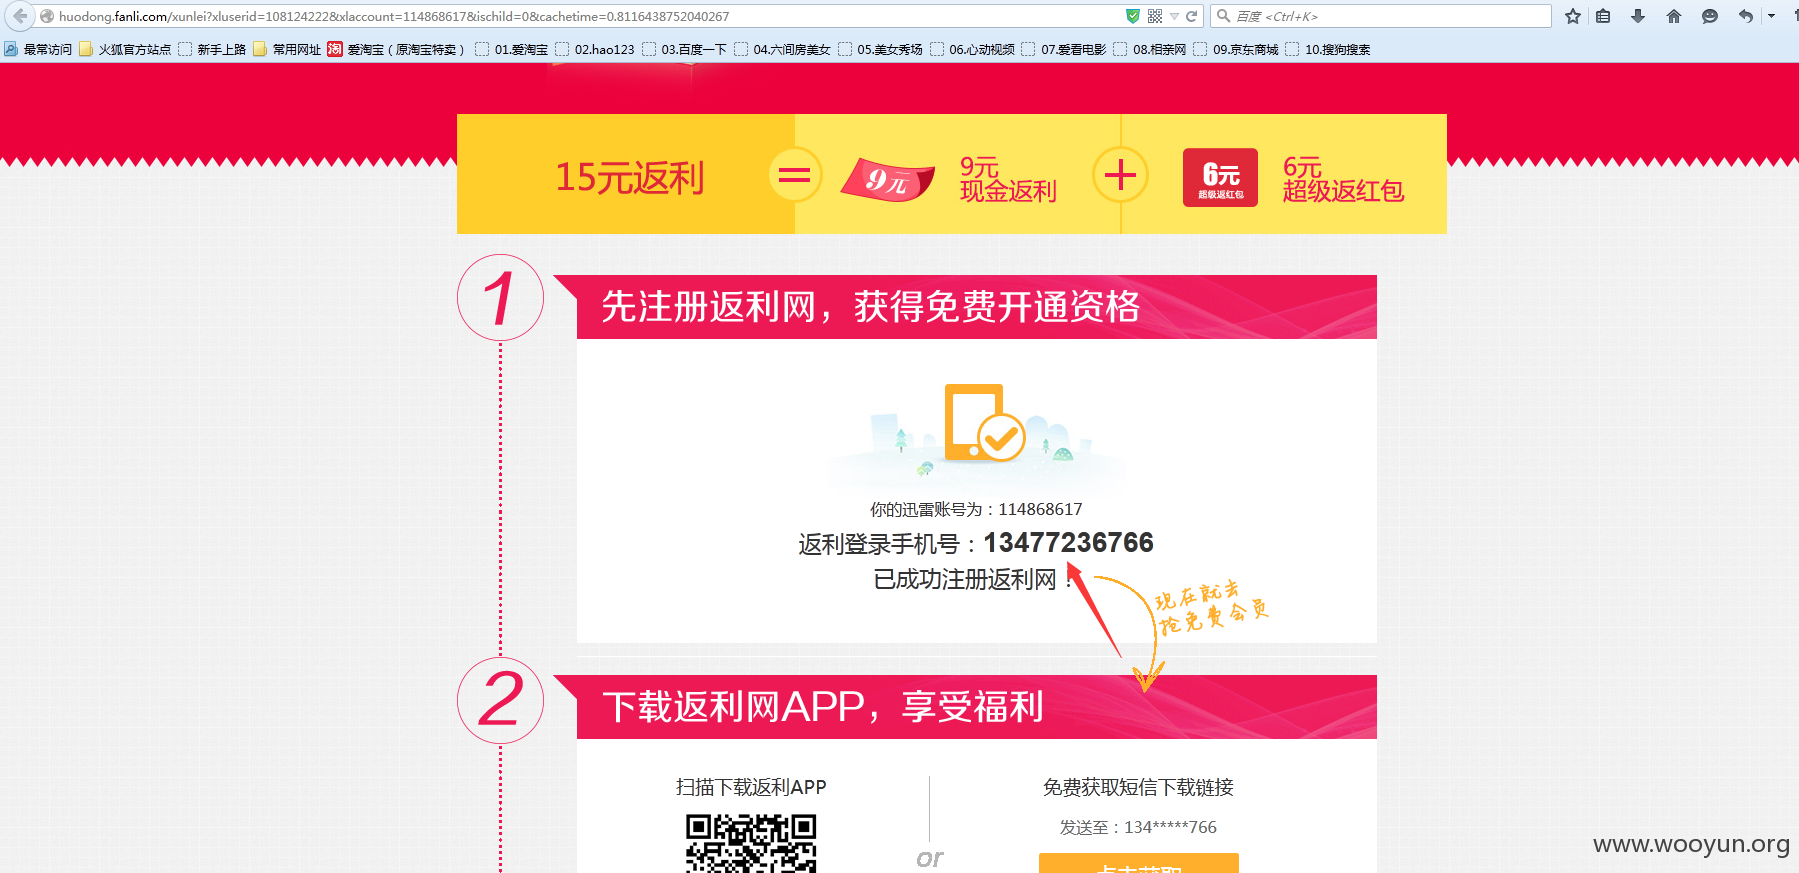 huodong.fanli.com/xunlei?xluserid=108124222&xlaccount=114868617&ischild=0&cachetime=0.8116438752040267
百度 <Ctrl+K>
最常访问 火狐官方站点 新手上路 常用网址 淘 爱淘宝（原淘宝特卖） 01.爱淘宝 02.hao123 03.百度一下 04.六间房美女 05.美女秀场 06.心动视频 07.爱看电影 08.相亲网 09.京东商城 10.搜狗搜索
15元返利 = 9元 9元 + 6元 6元
现金返利 超级返红包 超级返红包
1 先注册返利网，获得免费开通资格
你的迅雷账号为：114868617
返利登录手机号：13477236766
已成功注册返利网！
现在就去
抢免费会员
2 下载返利网APP，享受福利
扫描下载返利APP 免费获取短信下载链接
发送至：134*****766
or
点击获取
www.wooyun.org